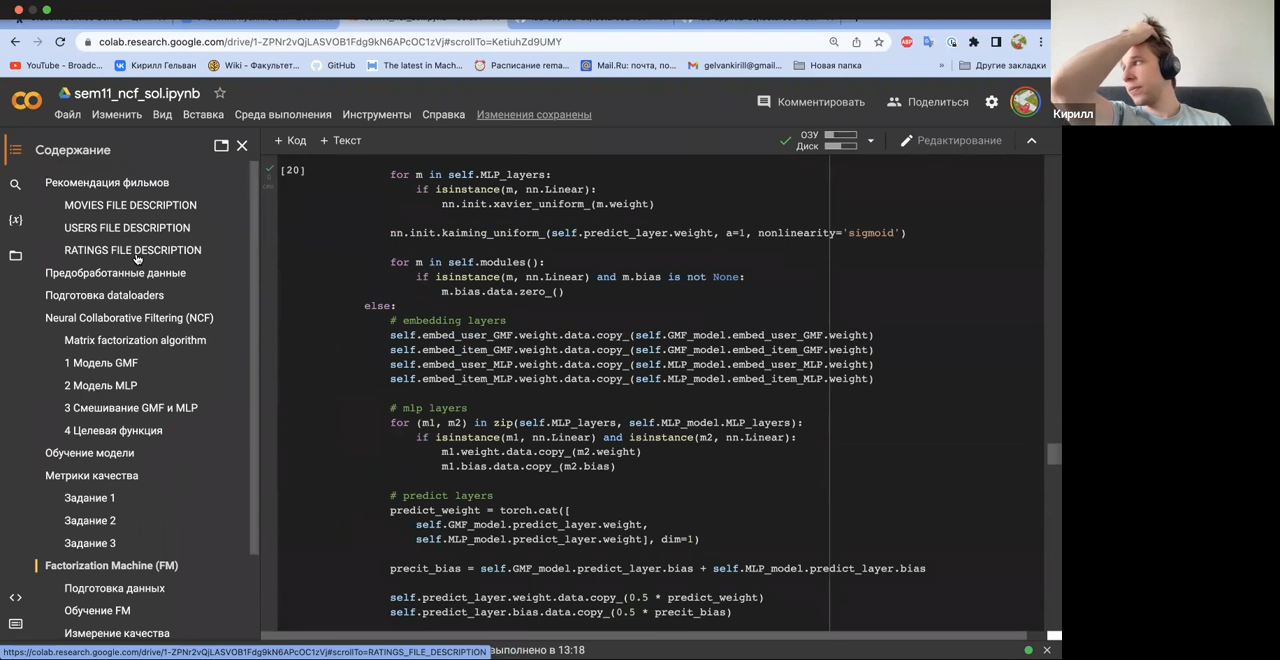 colab.research.google.com/drive/1-ZPNr2vQjLASVOB1Fdg9kN6APcOC1zVj#scrollTo=KetiuhZd9UMY
YouTube - Broadc...
Кирилл Гельван
Wiki - Факультет...
GitHub
The latest in Mach...
Расписание rema...
Mail.Ru: почта, по...
gelvankirill@gmail...
Новая папка
»
Другие закладки
sem11_ncf_sol.ipynb
Файл Изменить Вид Вставка Среда выполнения Инструменты Справка Изменения сохранены
Комментировать
Поделиться
Кирилл
Содержание
+ Код + Текст
ОЗУ
Диск
Редактирование
Рекомендация фильмов
MOVIES FILE DESCRIPTION
USERS FILE DESCRIPTION
RATINGS FILE DESCRIPTION
Предобработанные данные
Подготовка dataloaders
Neural Collaborative Filtering (NCF)
Matrix factorization algorithm
1 Модель GMF
2 Модель MLP
3 Смешивание GMF и MLP
4 Целевая функция
Обучение модели
Метрики качества
Задание 1
Задание 2
Задание 3
Factorization Machine (FM)
Подготовка данных
Обучение FM
Измерение качества
[20]
for m in self.MLP_layers:
if isinstance(m, nn.Linear):
nn.init.xavier_uniform_(m.weight)
nn.init.kaiming_uniform_(self.predict_layer.weight, a=1, nonlinearity='sigmoid')
for m in self.modules():
if isinstance(m, nn.Linear) and m.bias is not None:
m.bias.data.zero_()
else:
# embedding layers
self.embed_user_GMF.weight.data.copy_(self.GMF_model.embed_user_GMF.weight)
self.embed_item_GMF.weight.data.copy_(self.GMF_model.embed_item_GMF.weight)
self.embed_user_MLP.weight.data.copy_(self.MLP_model.embed_user_MLP.weight)
self.embed_item_MLP.weight.data.copy_(self.MLP_model.embed_item_MLP.weight)
# mlp layers
for (m1, m2) in zip(self.MLP_layers, self.MLP_model.MLP_layers):
if isinstance(m1, nn.Linear) and isinstance(m2, nn.Linear):
m1.weight.data.copy_(m2.weight)
m1.bias.data.copy_(m2.bias)
# predict layers
predict_weight = torch.cat([
self.GMF_model.predict_layer.weight,
self.MLP_model.predict_layer.weight], dim=1)
precit_bias = self.GMF_model.predict_layer.bias + self.MLP_model.predict_layer.bias
self.predict_layer.weight.data.copy_(0.5 * predict_weight)
self.predict_layer.bias.data.copy_(0.5 * precit_bias)
https://colab.research.google.com/drive/1-ZPNr2vQjLASVOB1Fdg9kN6APcOC1zVj#scrollTo=RATINGS_FILE_DESCRIPTION
ыполнено в 13:18